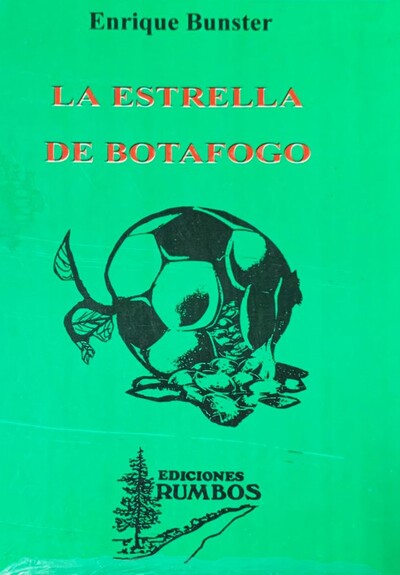 Enrique Bunster
LA ESTRELLA
DE BOTAFOGO
EDICIONES
RUMBOS